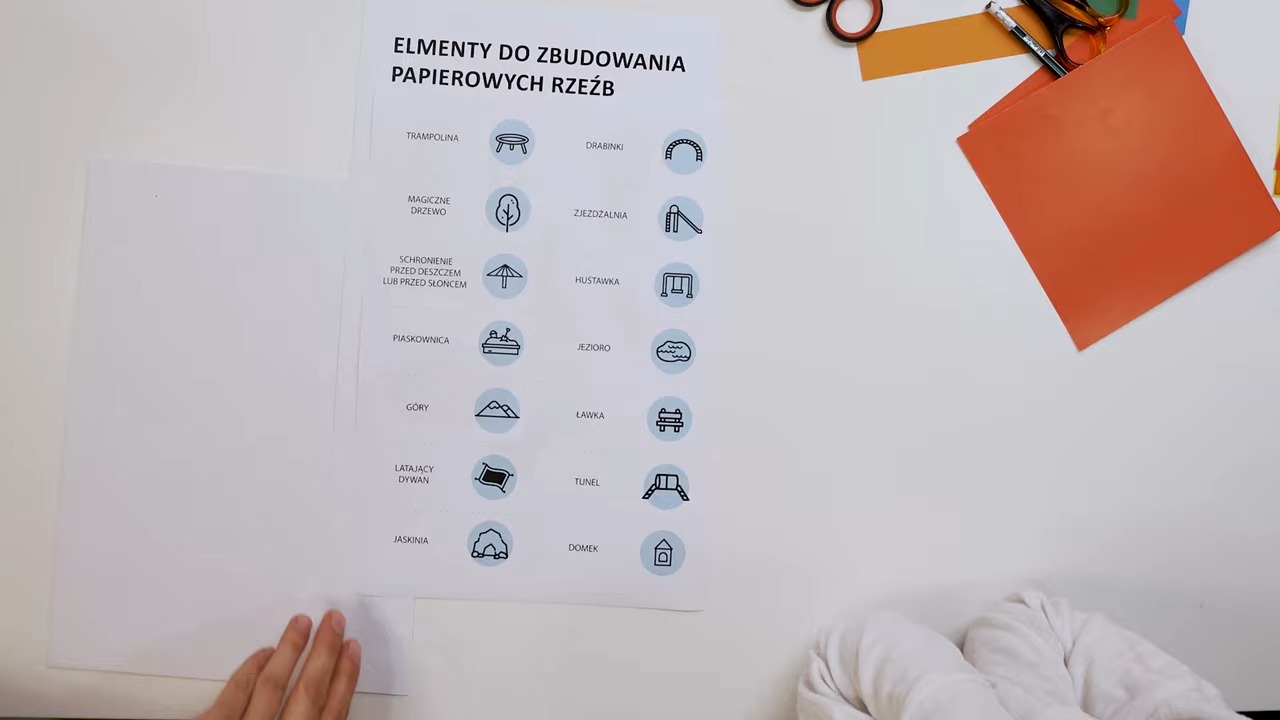 ELMENTY DO ZBUDOWANIA
PAPIEROWYCH RZEŹB
TRAMPOLINA
DRABINKI
MAGICZNE
DRZEWO
ZJEŻDŻALNIA
SCHRONIENIE
PRZED DESZCZEM
LUB PRZED SŁOŃCEM
HUŚTAWKA
PIASKOWNICA
JEZIORO
GÓRY
ŁAWKA
LATAJĄCY
DYWAN
TUNEL
JASKINIA
DOMEK